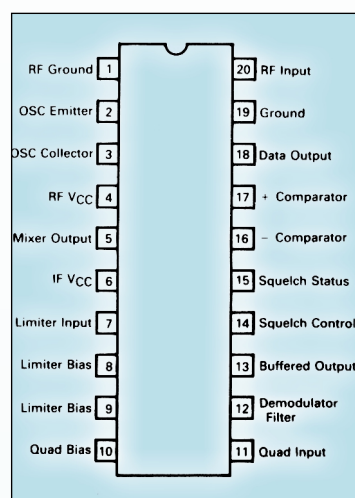 RF Ground 1
20 RF Input
OSC Emitter 2
19 Ground
OSC Collector 3
18 Data Output
RF VCC 4
17 + Comparator
Mixer Output 5
16 − Comparator
IF VCC 6
15 Squelch Status
Limiter Input 7
14 Squelch Control
Limiter Bias 8
13 Buffered Output
Limiter Bias 9
12 Demodulator
Filter
Quad Bias 10
11 Quad Input